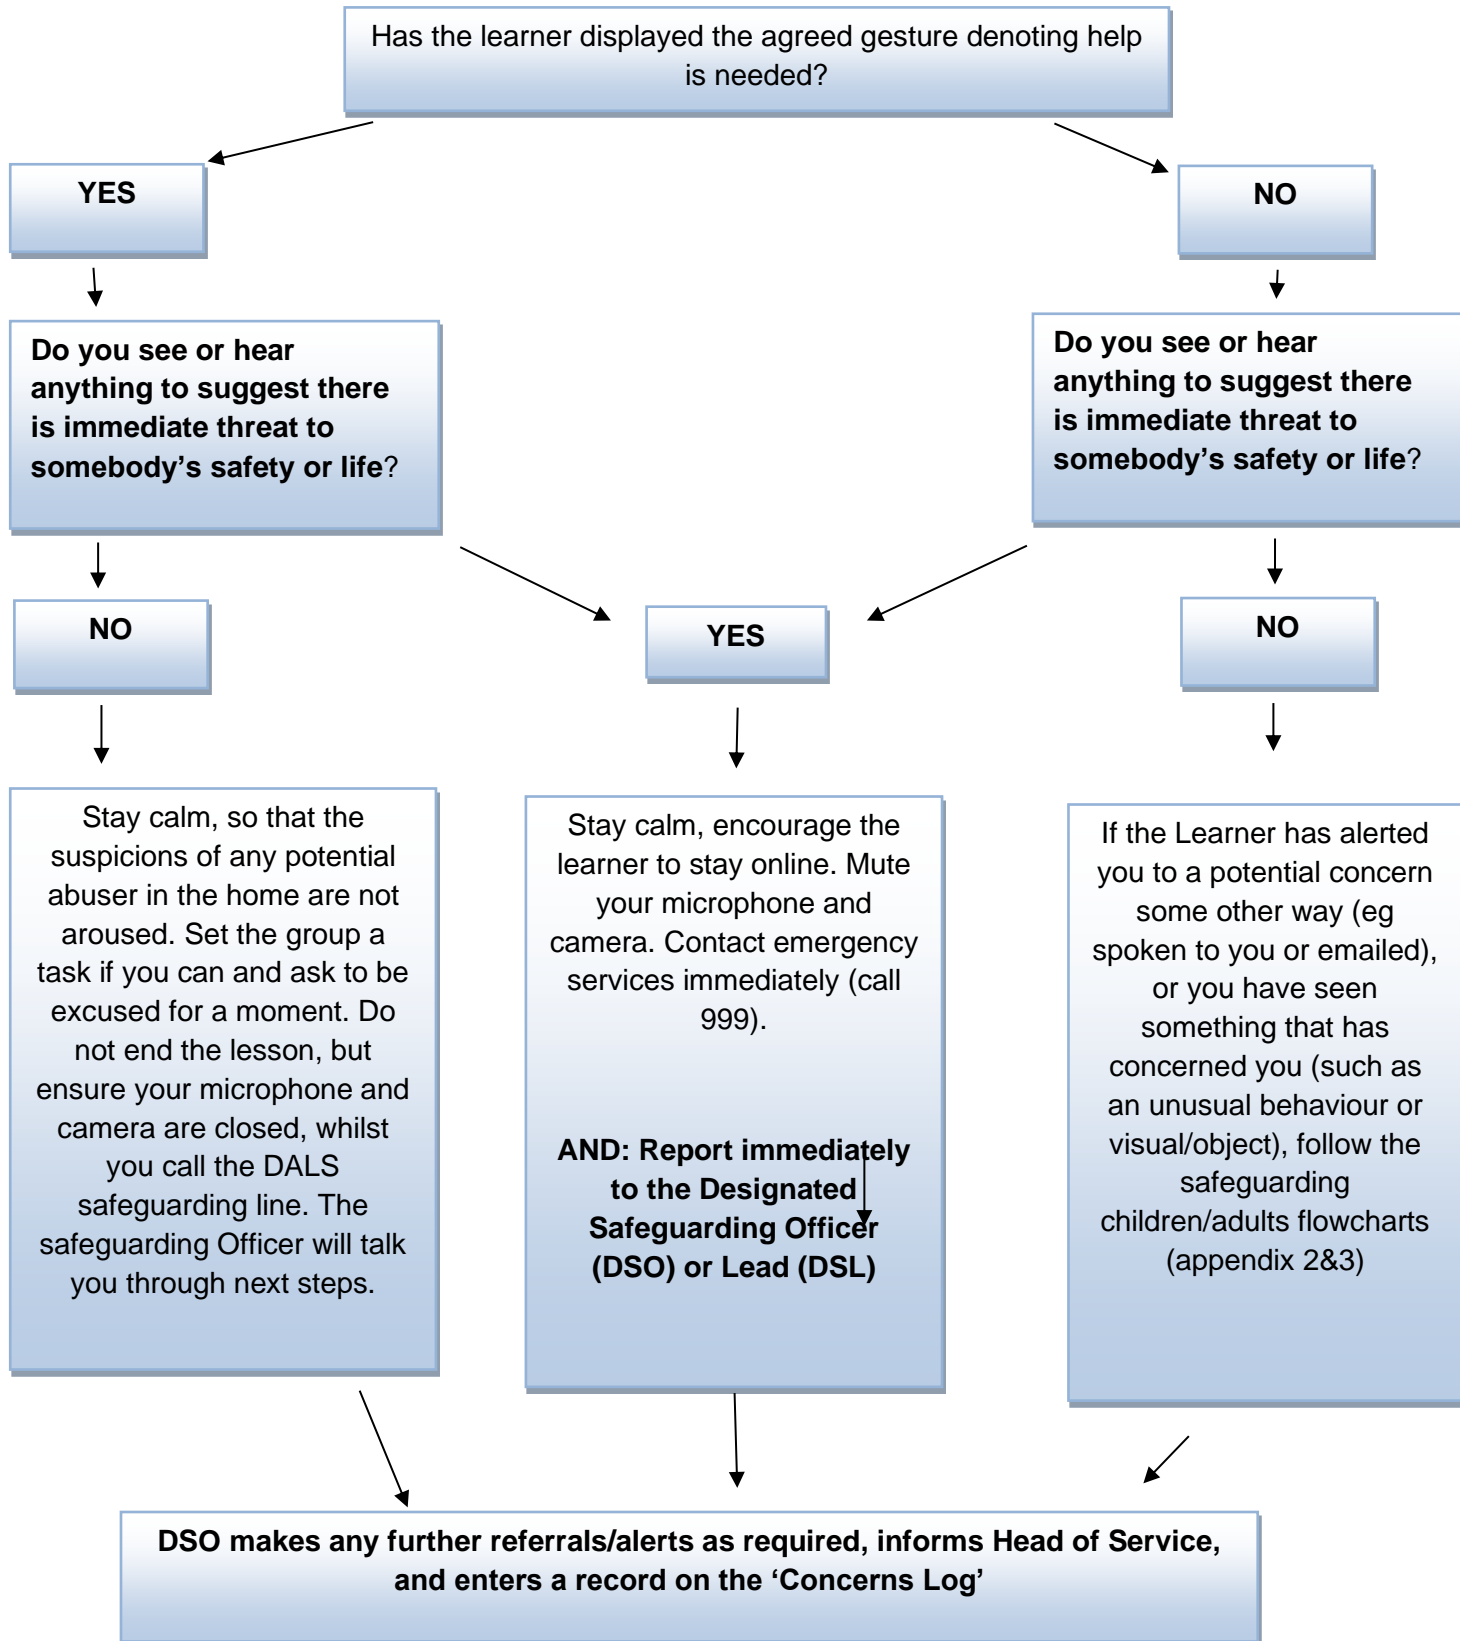 Has the learner displayed the agreed gesture denoting help
is needed?
YES
NO
Do you see or hear
anything to suggest there
is immediate threat to
somebody’s safety or life?
Do you see or hear
anything to suggest there
is immediate threat to
somebody’s safety or life?
NO
YES
NO
Stay calm, so that the
suspicions of any potential
abuser in the home are not
aroused. Set the group a
task if you can and ask to be
excused for a moment. Do
not end the lesson, but
ensure your microphone and
camera are closed, whilst
you call the DALS
safeguarding line. The
safeguarding Officer will talk
you through next steps.
Stay calm, encourage the
learner to stay online. Mute
your microphone and
camera. Contact emergency
services immediately (call
999).
AND: Report immediately
to the Designated
Safeguarding Officer
(DSO) or Lead (DSL)
If the Learner has alerted
you to a potential concern
some other way (eg
spoken to you or emailed),
or you have seen
something that has
concerned you (such as
an unusual behaviour or
visual/object), follow the
safeguarding
children/adults flowcharts
(appendix 2&3)
DSO makes any further referrals/alerts as required, informs Head of Service,
and enters a record on the ‘Concerns Log’